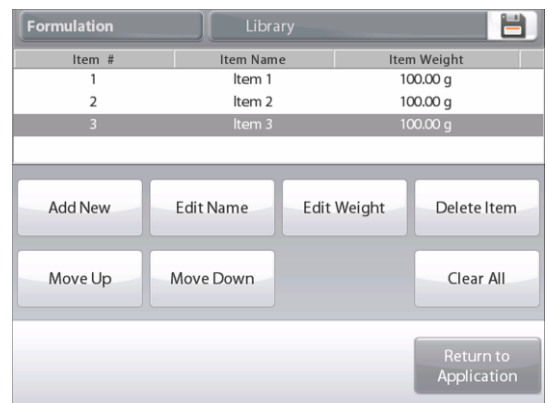 Formulation Library
Item # Item Name Item Weight
1 Item 1 100.00 g
2 Item 2 100.00 g
3 Item 3 100.00 g
Add New Edit Name Edit Weight Delete Item
Move Up Move Down Clear All
Return to
Application